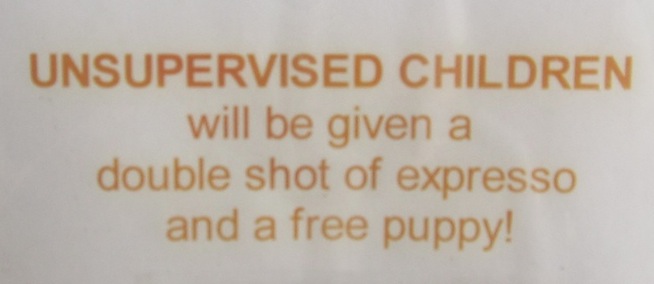 UNSUPERVISED CHILDREN
will be given a
double shot of expresso
and a free puppy!